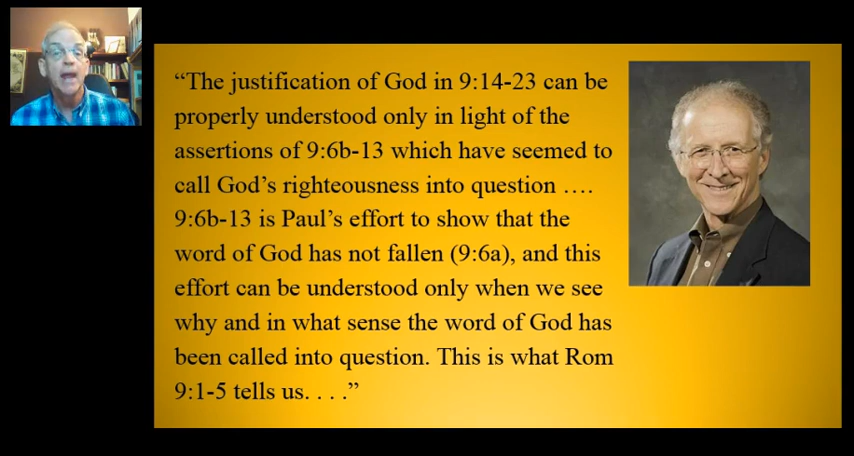 “The justification of God in 9:14-23 can be
properly understood only in light of the
assertions of 9:6b-13 which have seemed to
call God’s righteousness into question ….
9:6b-13 is Paul’s effort to show that the
word of God has not fallen (9:6a), and this
effort can be understood only when we see
why and in what sense the word of God has
been called into question. This is what Rom
9:1-5 tells us. . . .”